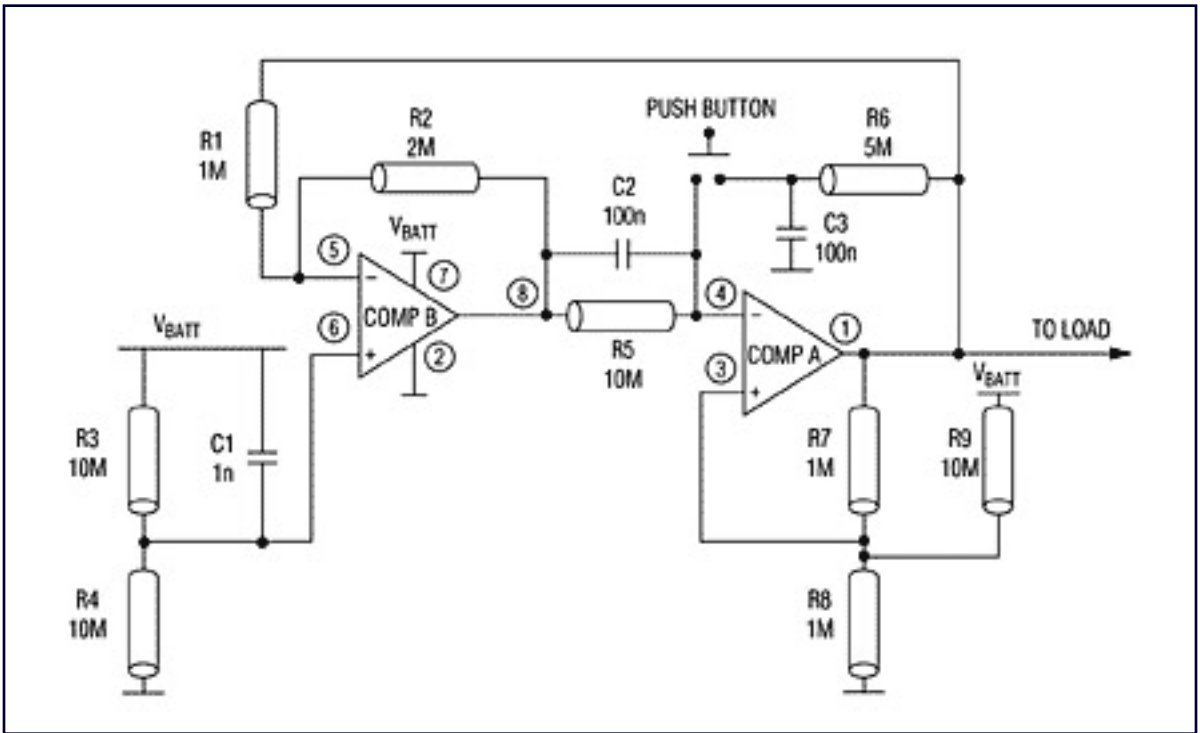 R1
1M
R2
2M
PUSH BUTTON
R6
5M
C2
100n
C3
100n
VBATT
5
7
6
COMP B
8
2
R5
10M
4
3
COMP A
1
TO LOAD
VBATT
R3
10M
C1
1n
R4
10M
R7
1M
VBATT
R9
10M
R8
1M
-
+
-
+